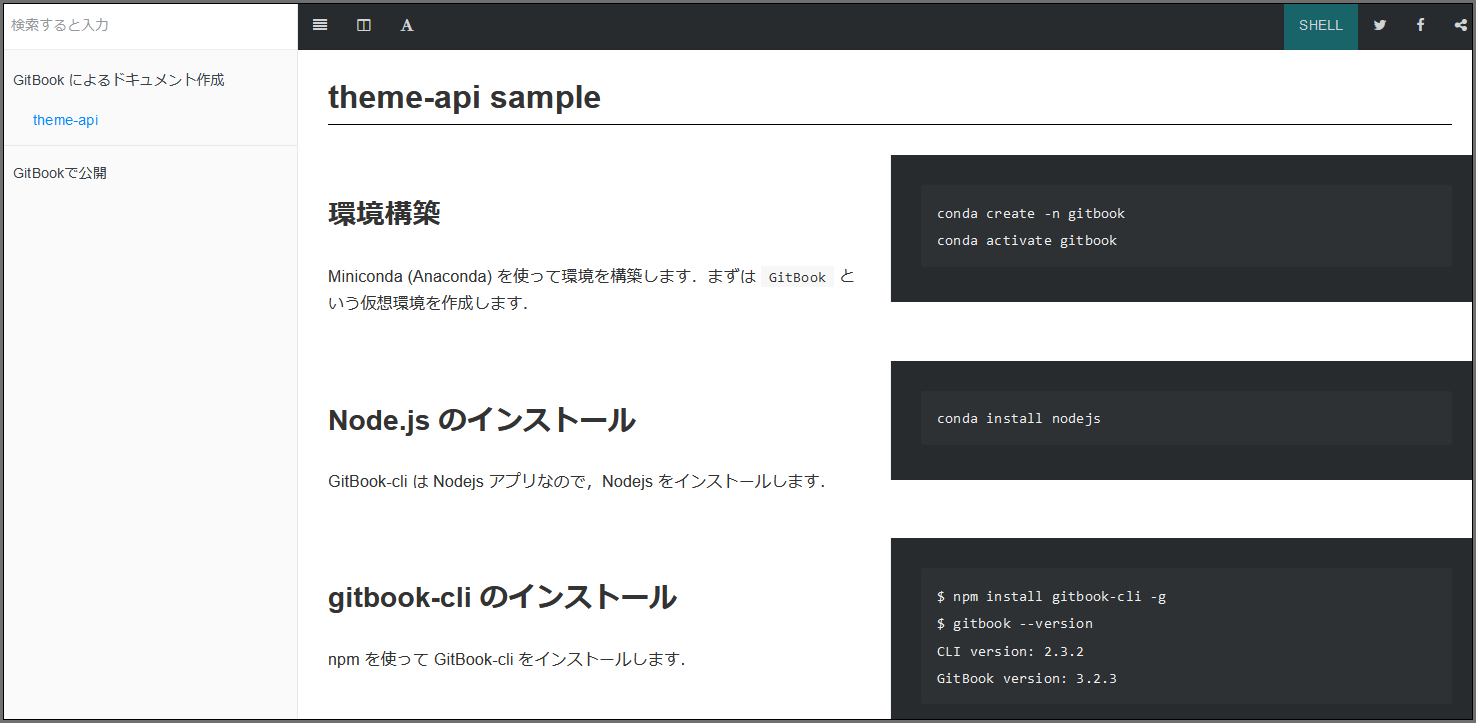 検索すると入力
A
SHELL
GitBook によるドキュメント作成
theme-api
GitBookで公開
theme-api sample
環境構築
Miniconda (Anaconda) を使って環境を構築します．まずは GitBook と
いう仮想環境を作成します．
conda create -n gitbook
conda activate gitbook
Node.js のインストール
GitBook-cli は Nodejs アプリなので，Nodejs をインストールします．
conda install nodejs
gitbook-cli のインストール
npm を使って GitBook-cli をインストールします．
$ npm install gitbook-cli -g
$ gitbook --version
CLI version: 2.3.2
GitBook version: 3.2.3